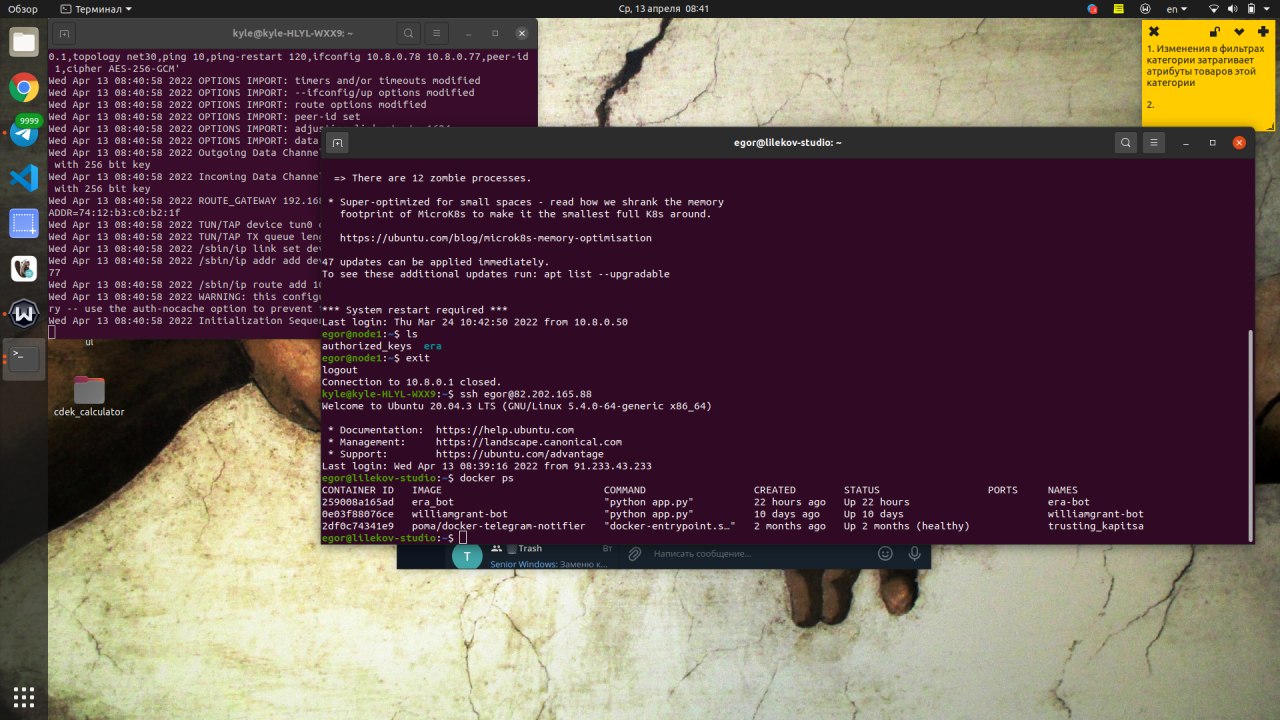 Обзор
Терминал
Ср, 13 апреля 08:41
en
kyle@kyle-HLYL-WXX9: ~
0.1,topology net30,ping 10,ping-restart 120,ifconfig 10.8.0.78 10.8.0.77,peer-id
1,cipher AES-256-GCM'
Wed Apr 13 08:40:58 2022 OPTIONS IMPORT: timers and/or timeouts modified
Wed Apr 13 08:40:58 2022 OPTIONS IMPORT: --ifconfig/up options modified
Wed Apr 13 08:40:58 2022 OPTIONS IMPORT: route options modified
Wed Apr 13 08:40:58 2022 OPTIONS IMPORT: peer-id set
Wed Apr 13 08:40:58 2022 OPTIONS IMPORT:
Wed Apr 13 08:40:58 2022 OPTIONS IMPORT: data
Wed Apr 13 08:40:58 2022 Outgoing Data Channe
with 256 bit key
Wed Apr 13 08:40:58 2022 Incoming Data Channe
with 256 bit key
Wed Apr 13 08:40:58 2022 ROUTE_GATEWAY 192.16
ADDR=74:12:b3:c0:b2:1f
Wed Apr 13 08:40:58 2022 TUN/TAP device tun0
Wed Apr 13 08:40:58 2022 TUN/TAP TX queue len
Wed Apr 13 08:40:58 2022 /sbin/ip link set de
Wed Apr 13 08:40:58 2022 /sbin/ip addr add de
77
Wed Apr 13 08:40:58 2022 /sbin/ip route add 1
Wed Apr 13 08:40:58 2022 WARNING: this config
ry -- use the auth-nocache option to prevent
Wed Apr 13 08:40:58 2022 Initialization Seque
1. Изменения в фильтрах
категории затрагивает
атрибуты товаров этой
категории
2.
9999
ul
cdek_calculator
egor@lilekov-studio: ~
=> There are 12 zombie processes.
* Super-optimized for small spaces - read how we shrank the memory
footprint of MicroK8s to make it the smallest full K8s around.
https://ubuntu.com/blog/microk8s-memory-optimisation
47 updates can be applied immediately.
To see these additional updates run: apt list --upgradable
*** System restart required ***
Last login: Thu Mar 24 10:42:50 2022 from 10.8.0.50
egor@node1:~$ ls
authorized_keys era
egor@node1:~$ exit
logout
Connection to 10.8.0.1 closed.
kyle@kyle-HLYL-WXX9:~$ ssh egor@82.202.165.88
Welcome to Ubuntu 20.04.3 LTS (GNU/Linux 5.4.0-64-generic x86_64)
* Documentation: https://help.ubuntu.com
* Management: https://landscape.canonical.com
* Support: https://ubuntu.com/advantage
Last login: Wed Apr 13 08:39:16 2022 from 91.233.43.233
egor@lilekov-studio:~$ docker ps
CONTAINER ID IMAGE COMMAND CREATED STATUS PORTS NAMES
259008a165ad era_bot "python app.py" 22 hours ago Up 22 hours era-bot
0e03f88076ce williamgrant-bot "python app.py" 10 days ago Up 10 days williamgrant-bot
2df0c74341e9 poma/docker-telegram-notifier "docker-entrypoint.s…" 2 months ago Up 2 months (healthy) trusting_kapitsa
egor@lilekov-studio:~$
T
Trash
Вт
Senior Windows: Заменю к...
Написать сообщение...